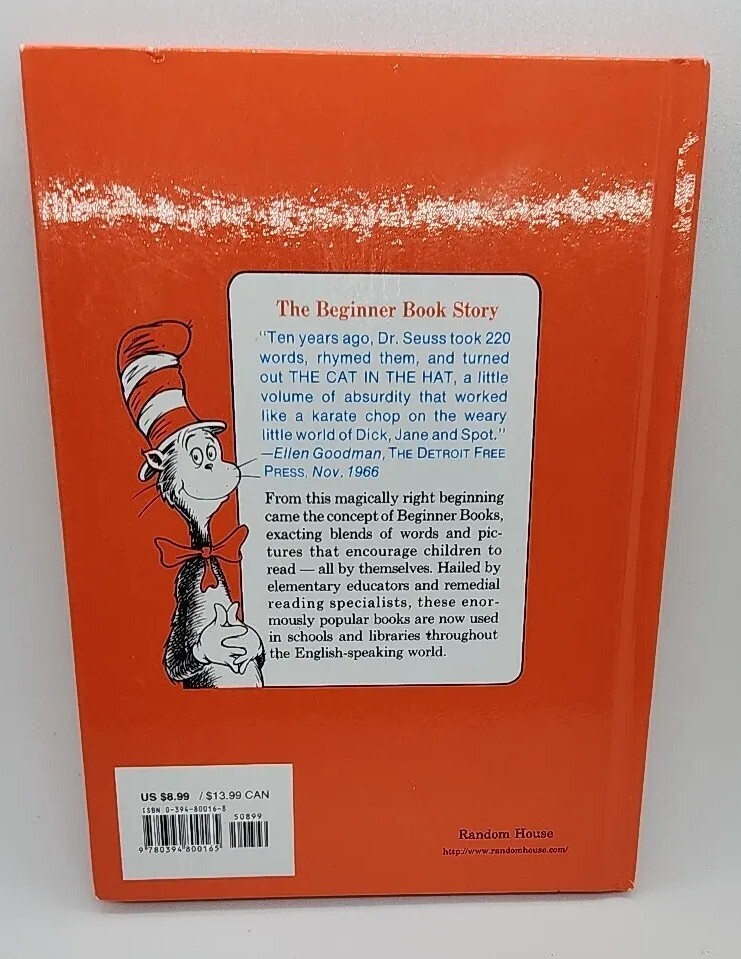 The Beginner Book Story
"Ten years ago, Dr. Seuss took 220
words, rhymed them, and turned
out THE CAT IN THE HAT, a little
volume of absurdity that worked
like a karate chop on the weary
little world of Dick, Jane and Spot."
—Ellen Goodman, THE DETROIT FREE
PRESS, Nov. 1966
From this magically right beginning
came the concept of Beginner Books,
exacting blends of words and pic-
tures that encourage children to
read — all by themselves. Hailed by
elementary educators and remedial
reading specialists, these enor-
mously popular books are now used
in schools and libraries throughout
the English-speaking world.
US $8.99 / $13.99 CAN
ISBN 0-394-80016-8
50899
9 780394 800165
Random House
http://www.randomhouse.com/